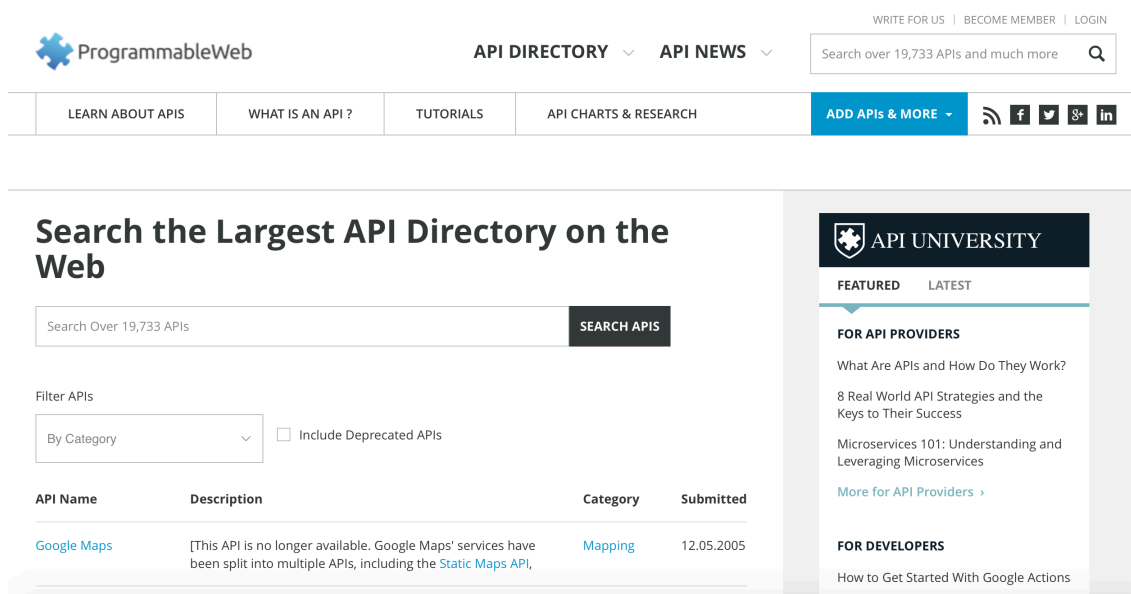 WRITE FOR US | BECOME MEMBER | LOGIN
ProgrammableWeb
API DIRECTORY
API NEWS
Search over 19,733 APIs and much more
LEARN ABOUT APIS
WHAT IS AN API ?
TUTORIALS
API CHARTS & RESEARCH
ADD APIs & MORE
f
8+
in
Search the Largest API Directory on the
Web
Search Over 19,733 APIs
SEARCH APIS
Filter APIs
By Category
Include Deprecated APIs
API Name Description Category Submitted
Google Maps [This API is no longer available. Google Maps' services have Mapping 12.05.2005
been split into multiple APIs, including the Static Maps API,
API UNIVERSITY
FEATURED LATEST
FOR API PROVIDERS
What Are APIs and How Do They Work?
8 Real World API Strategies and the
Keys to Their Success
Microservices 101: Understanding and
Leveraging Microservices
More for API Providers ›
FOR DEVELOPERS
How to Get Started With Google Actions